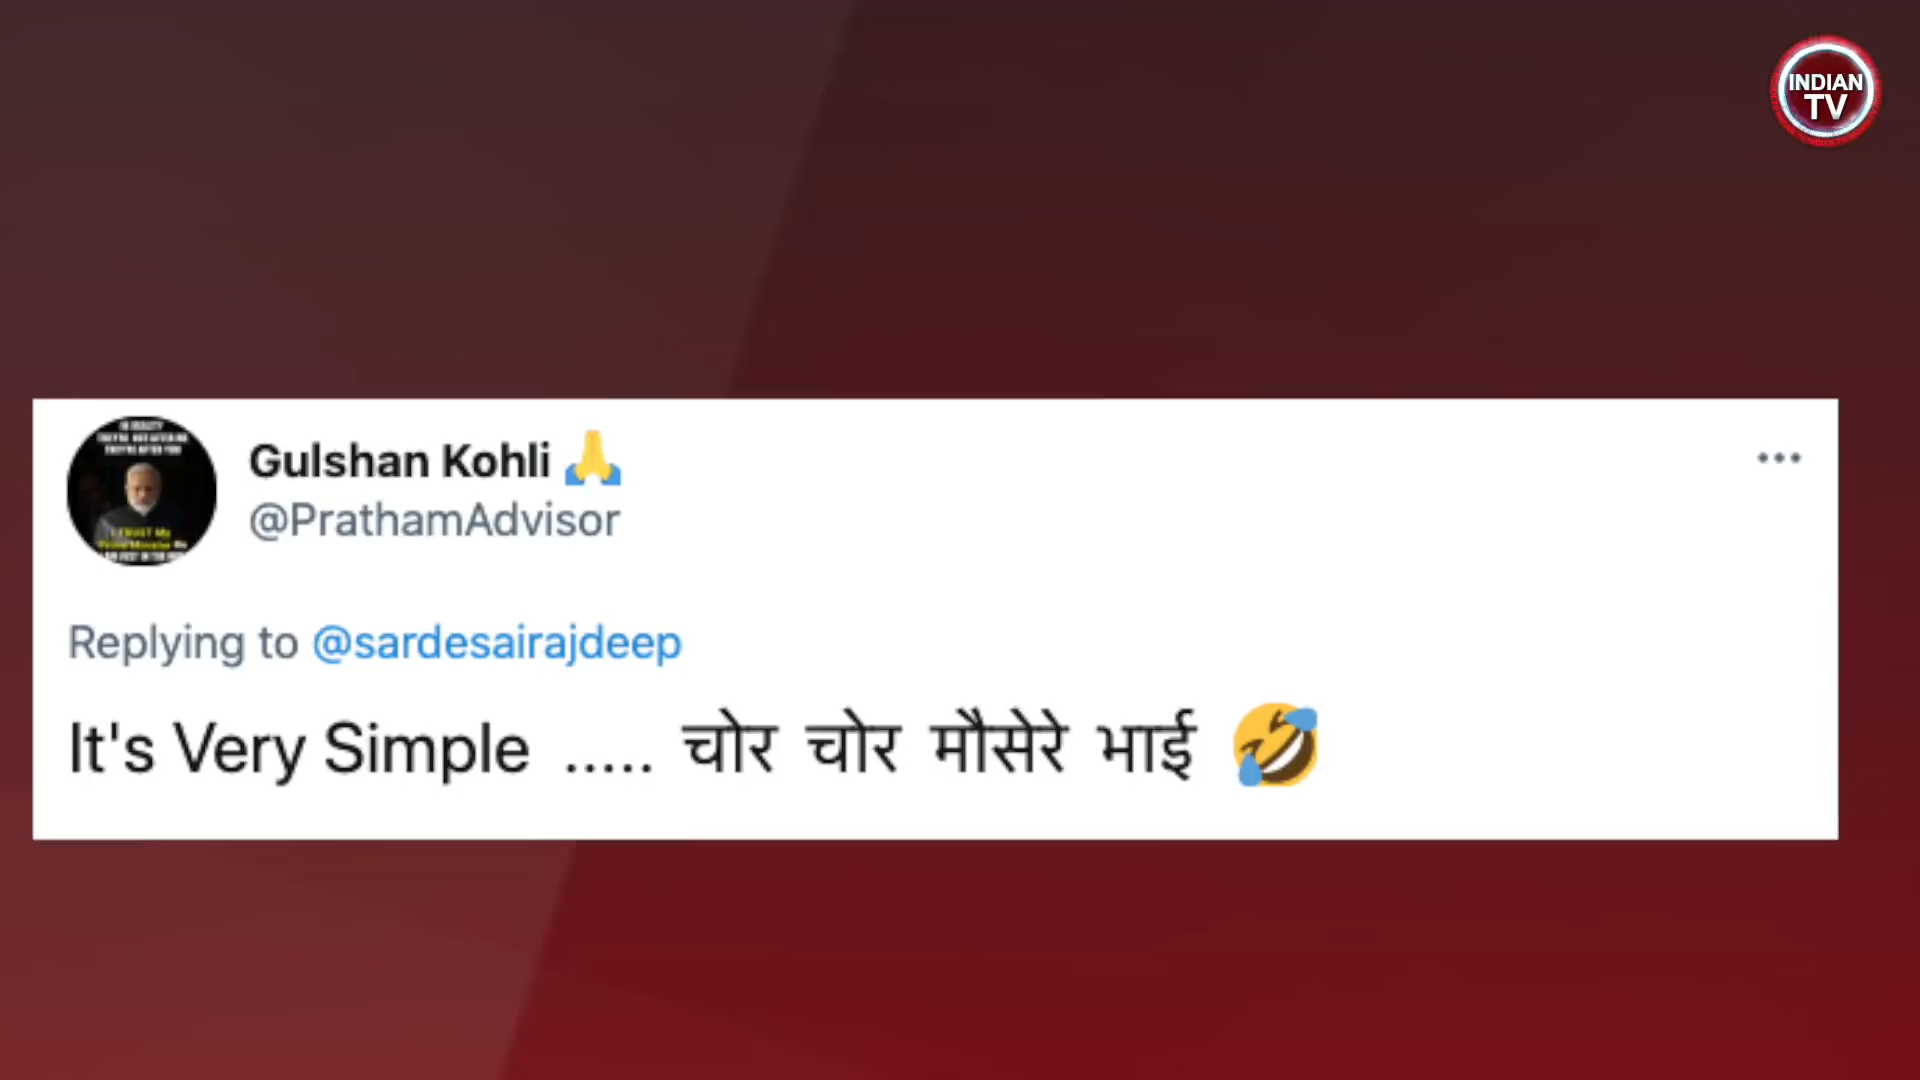 INDIAN
TV
Gulshan Kohli 🙏
@PrathamAdvisor
Replying to @sardesairajdeep
It's Very Simple ..... चोर चोर मौसेरे भाई 🤣